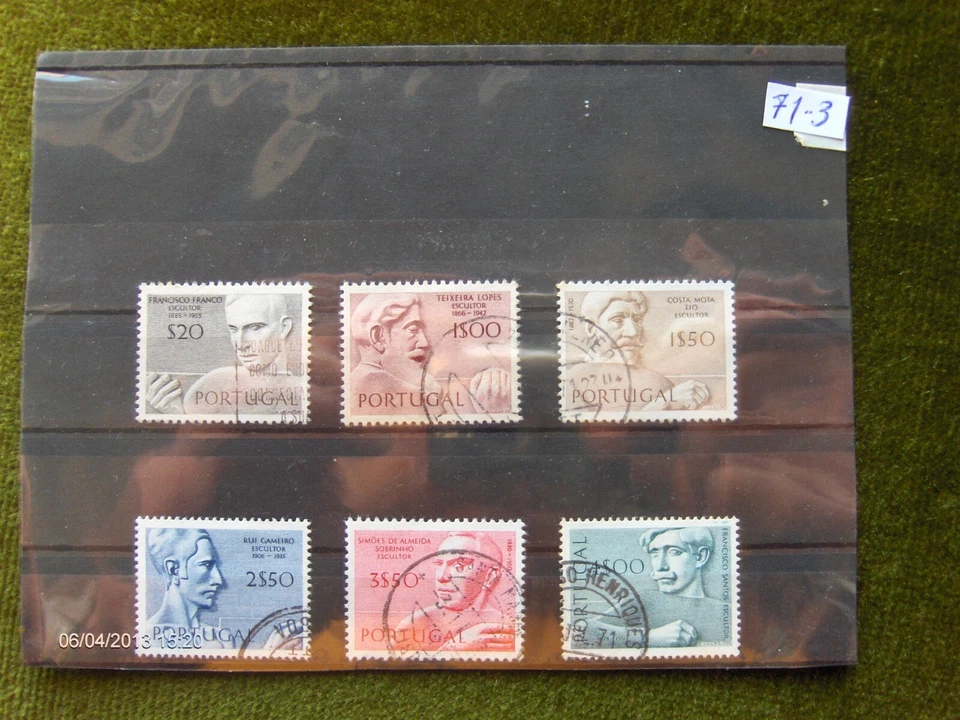 71-3
FRANCISCO FRANCO
ESCULTOR
1885-1955
$20
PORTUGAL
TEIXEIRA LOPES
ESCULTOR
1866-1942
1$00
PORTUGAL
COSTA MOTA
TIO
ESCULTOR
1$50
PORTUGAL
RUI GAMEIRO
ESCULTOR
1906-1935
2$50
PORTUGAL
SIMÕES DE ALMEIDA
SOBRINHO
ESCULTOR
3$50
PORTUGAL
FRANCISCO SANTOS ESCULTOR
4$00
PORTUGAL
HENRIQUES
71
06/04/2013 15:20